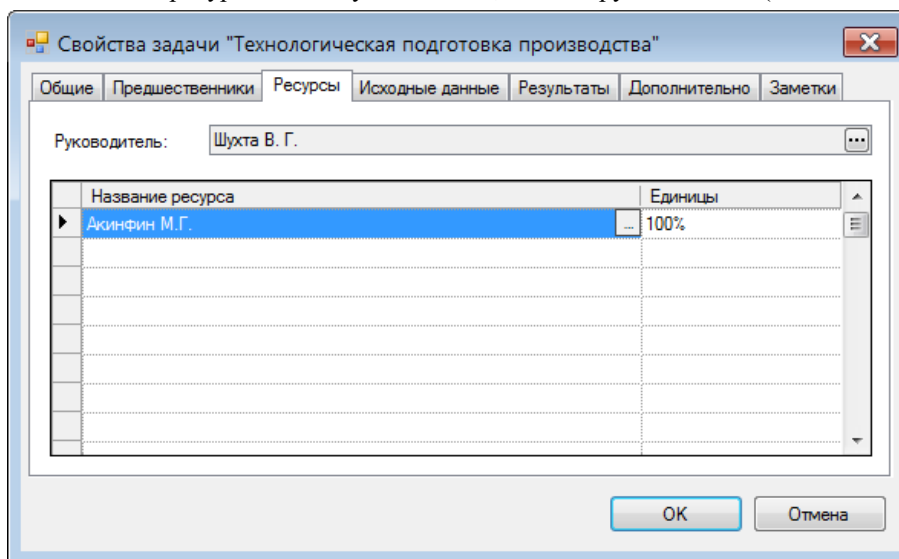 Свойства задачи "Технологическая подготовка производства"
Общие Предшественники Ресурсы Исходные данные Результаты Дополнительно Заметки
Руководитель: Шухта В. Г. ...
Название ресурса Единицы
Акинфин М.Г. ... 100%
OK Отмена